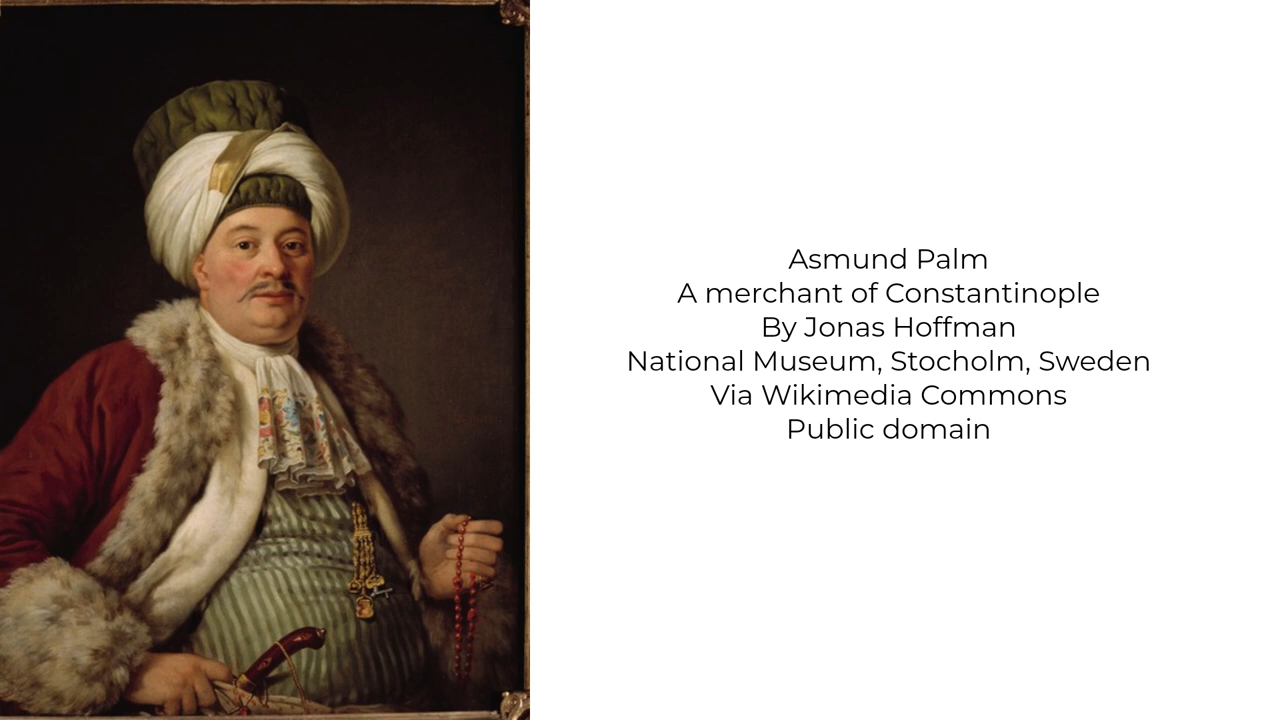 Asmund Palm
A merchant of Constantinople
By Jonas Hoffman
National Museum, Stocholm, Sweden
Via Wikimedia Commons
Public domain